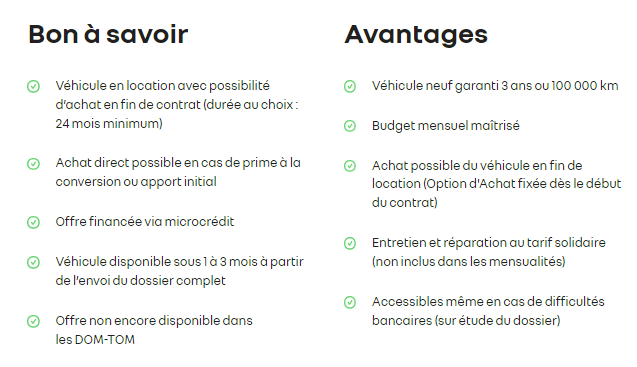 Bon à savoir
Véhicule en location avec possibilité
d'achat en fin de contrat (durée au choix :
24 mois minimum)
Achat direct possible en cas de prime à la
conversion ou apport initial
Offre financée via microcrédit
Véhicule disponible sous 1 à 3 mois à partir
de l'envoi du dossier complet
Offre non encore disponible dans
les DOM-TOM
Avantages
Véhicule neuf garanti 3 ans ou 100 000 km
Budget mensuel maîtrisé
Achat possible du véhicule en fin de
location (Option d'Achat fixée dès le début
du contrat)
Entretien et réparation au tarif solidaire
(non inclus dans les mensualités)
Accessibles même en cas de difficultés
bancaires (sur étude du dossier)